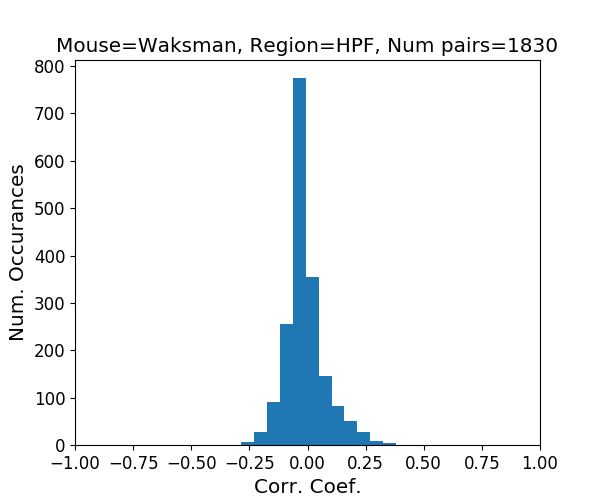 Mouse=Waksman, Region=HPF, Num pairs=1830
800
700
600
500
400
300
200
100
0
Num. Occurances
−1.00 −0.75 −0.50 −0.25 0.00 0.25 0.50 0.75 1.00
Corr. Coef.